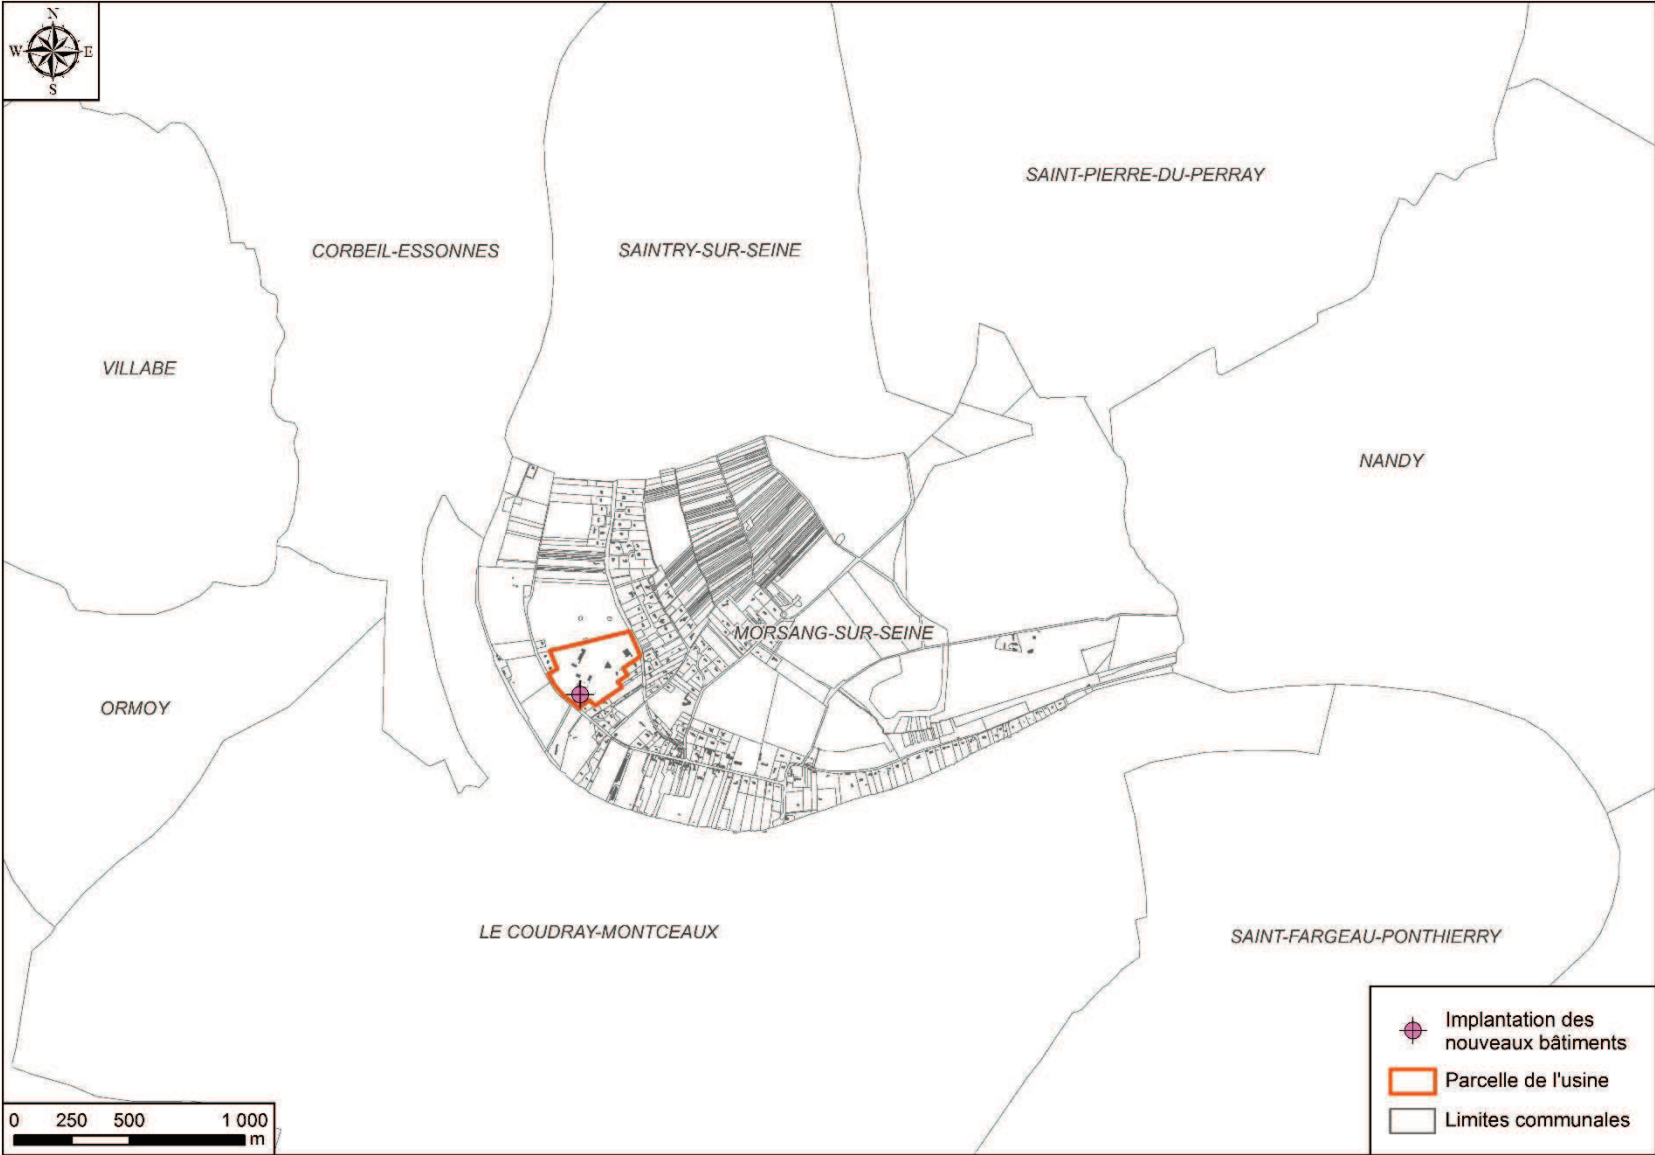 N
W E
S
SAINT-PIERRE-DU-PERRAY
CORBEIL-ESSONNES
SAINTRY-SUR-SEINE
VILLABE
NANDY
MORSANG-SUR-SEINE
ORMOY
LE COUDRAY-MONTCEAUX
SAINT-FARGEAU-PONTHIERRY
Implantation des
nouveaux bâtiments
Parcelle de l'usine
Limites communales
0 250 500 1 000
m